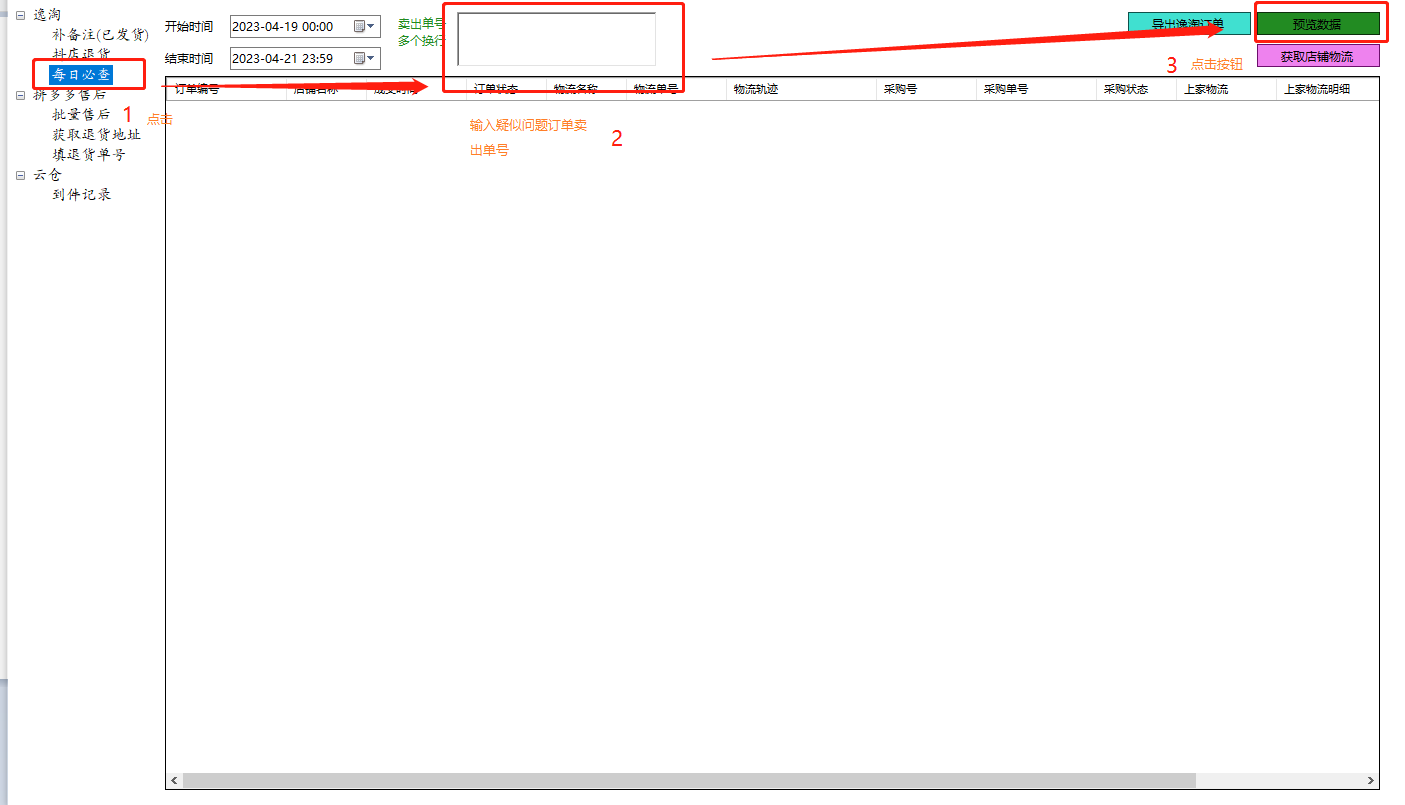 逸淘
补备注(已发货)
抖店退货
每日必查
拼多多售后
批量售后
获取退货地址
填退货单号
云仓
到件记录
1
点击
开始时间
2023-04-19 00:00
结束时间
2023-04-21 23:59
卖出单号
多个换行
导出逸淘订单
预览数据
获取店铺物流
3
点击按钮
订单编号
店铺名称
成交时间
订单状态
物流名称
物流单号
物流轨迹
采购号
采购单号
采购状态
上家物流
上家物流明细
输入疑似问题订单卖
出单号
2